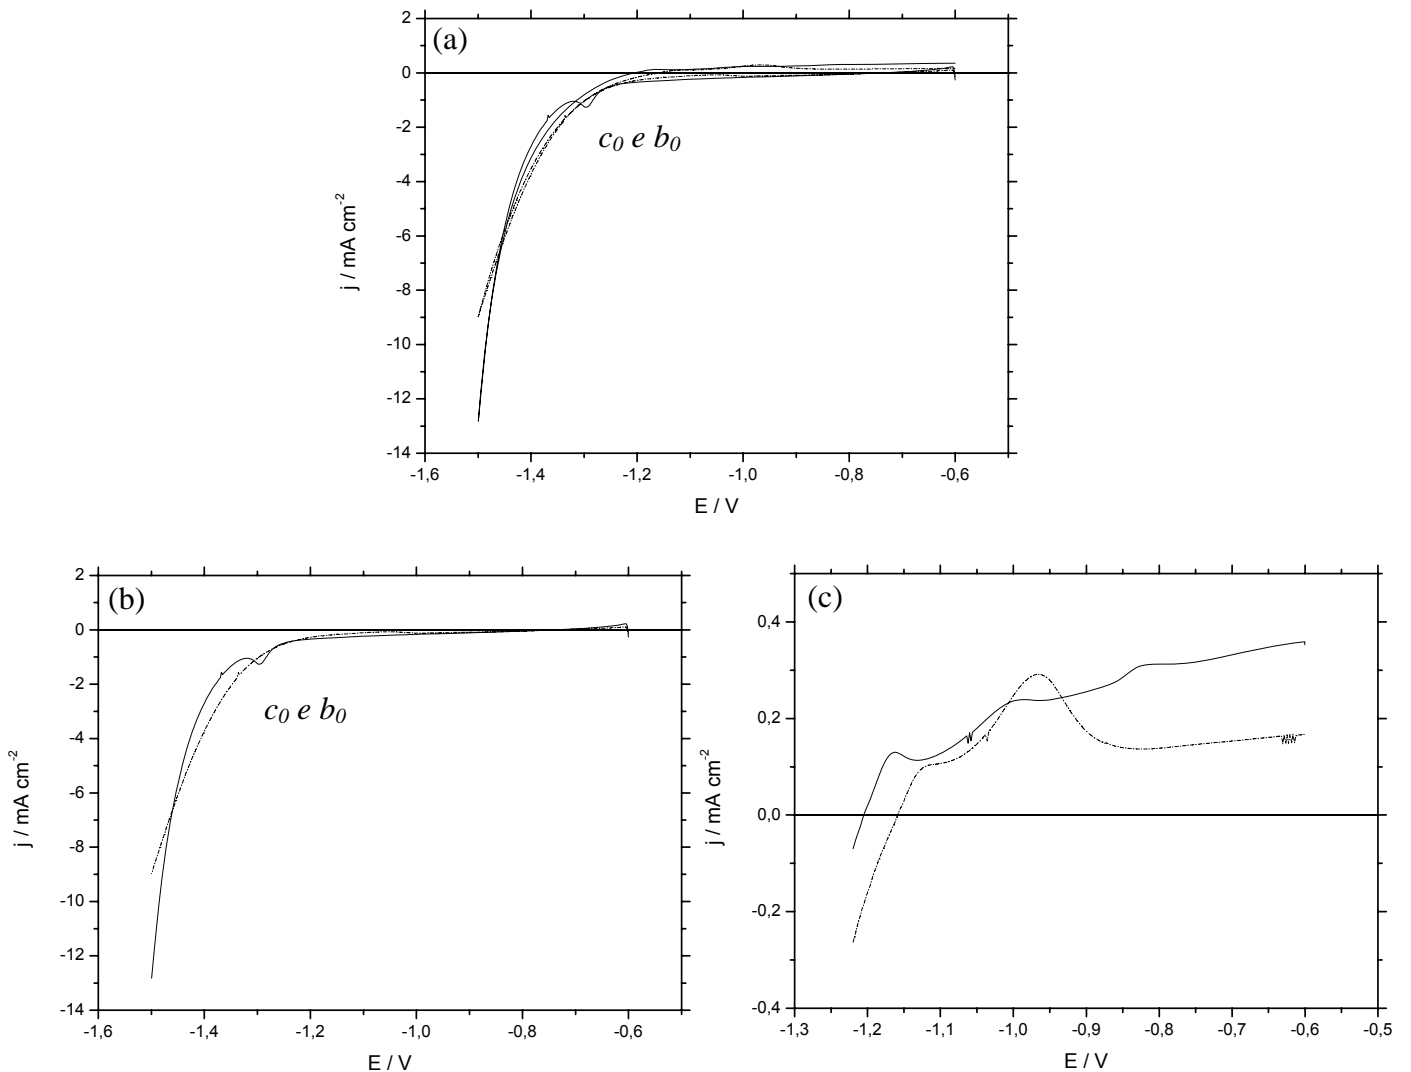 (a)
2
0
-2
-4
-6
-8
-10
-12
-14
j / mA cm-2
c0 e b0
-1,6 -1,4 -1,2 -1,0 -0,8 -0,6
E / V
(b)
2
0
-2
-4
-6
-8
-10
-12
-14
j / mA cm-2
c0 e b0
-1,6 -1,4 -1,2 -1,0 -0,8 -0,6
E / V
(c)
0,4
0,2
0,0
-0,2
-0,4
j / mA cm-2
-1,3 -1,2 -1,1 -1,0 -0,9 -0,8 -0,7 -0,6 -0,5
E / V